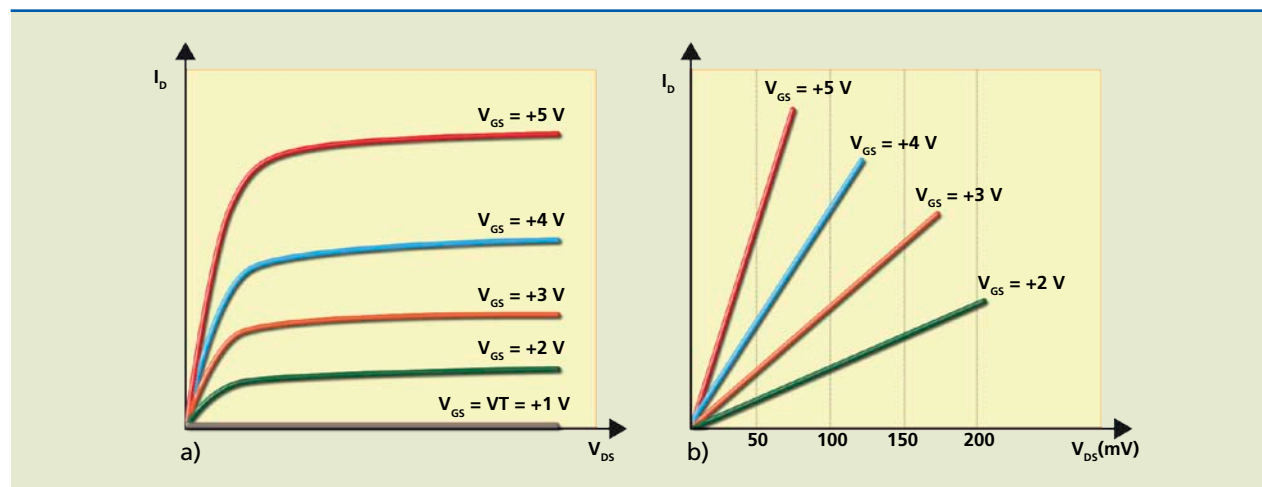 I_D
V_GS = +5 V
V_GS = +4 V
V_GS = +3 V
V_GS = +2 V
V_GS = VT = +1 V
V_DS
a)
I_D
V_GS = +5 V
V_GS = +4 V
V_GS = +3 V
V_GS = +2 V
50 100 150 200
V_DS(mV)
b)